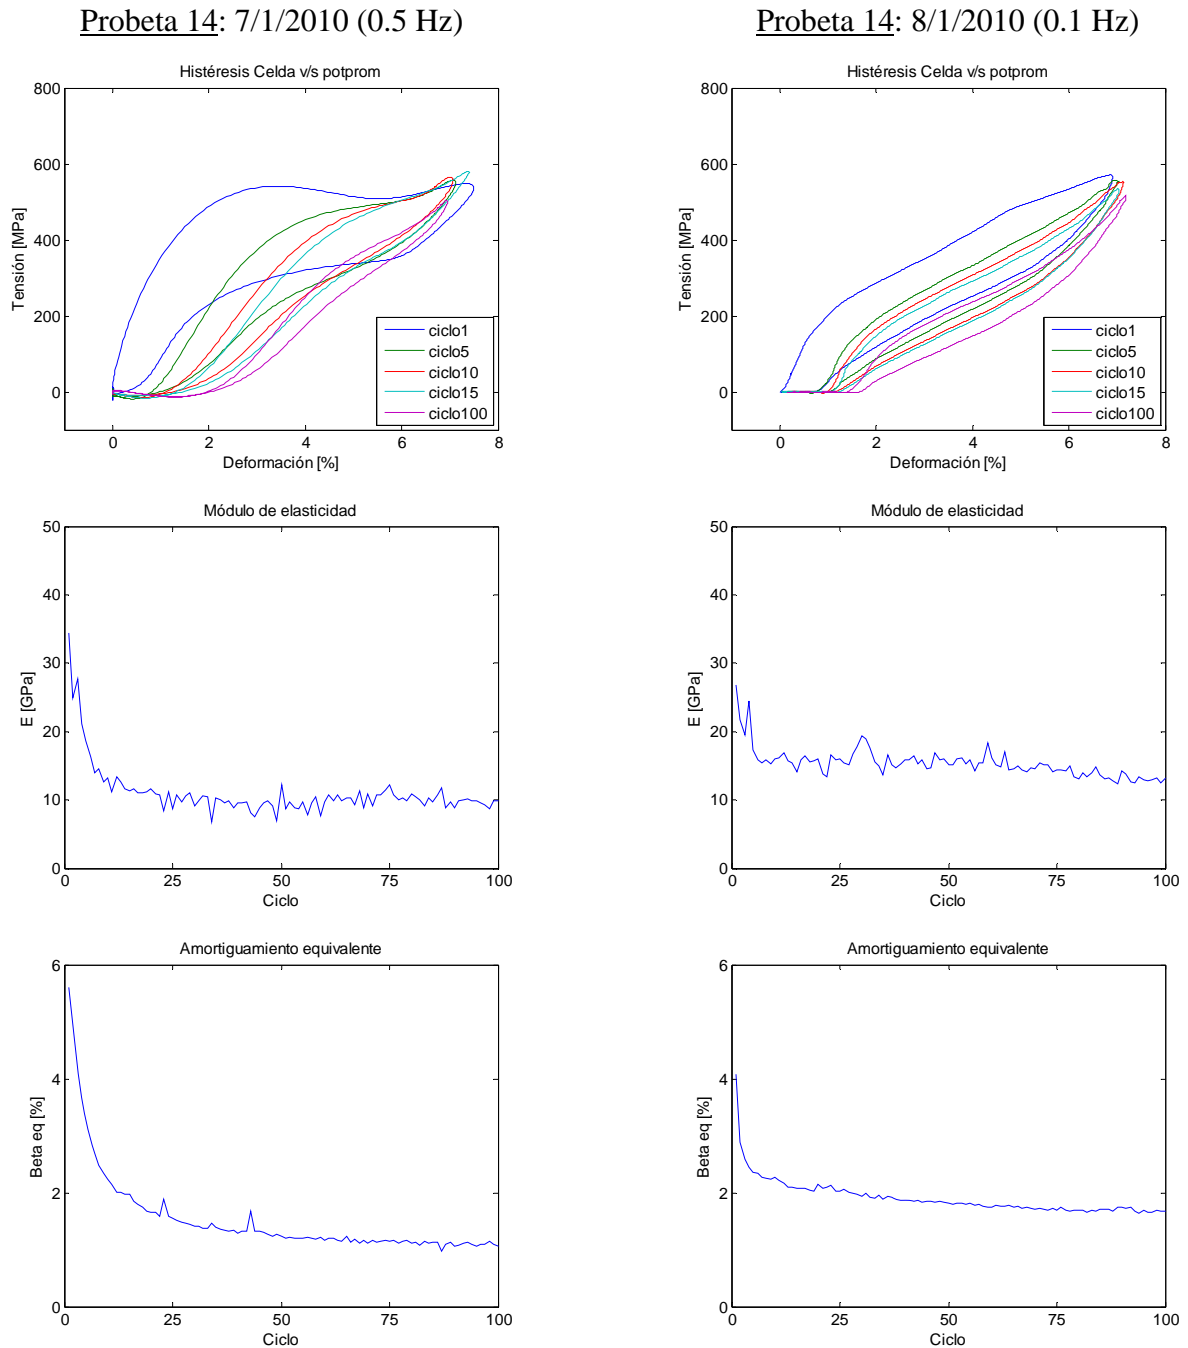 Probeta 14: 7/1/2010 (0.5 Hz)
Probeta 14: 8/1/2010 (0.1 Hz)
Histéresis Celda v/s potprom
800
600
400
200
0
Tensión [MPa]
ciclo1
ciclo5
ciclo10
ciclo15
ciclo100
0 2 4 6 8
Deformación [%]
Histéresis Celda v/s potprom
800
600
400
200
0
Tensión [MPa]
ciclo1
ciclo5
ciclo10
ciclo15
ciclo100
0 2 4 6 8
Deformación [%]
Módulo de elasticidad
50
40
30
20
10
0
E [GPa]
0 25 50 75 100
Ciclo
Módulo de elasticidad
50
40
30
20
10
0
E [GPa]
0 25 50 75 100
Ciclo
Amortiguamiento equivalente
6
4
2
0
Beta eq [%]
0 25 50 75 100
Ciclo
Amortiguamiento equivalente
6
4
2
0
Beta eq [%]
0 25 50 75 100
Ciclo